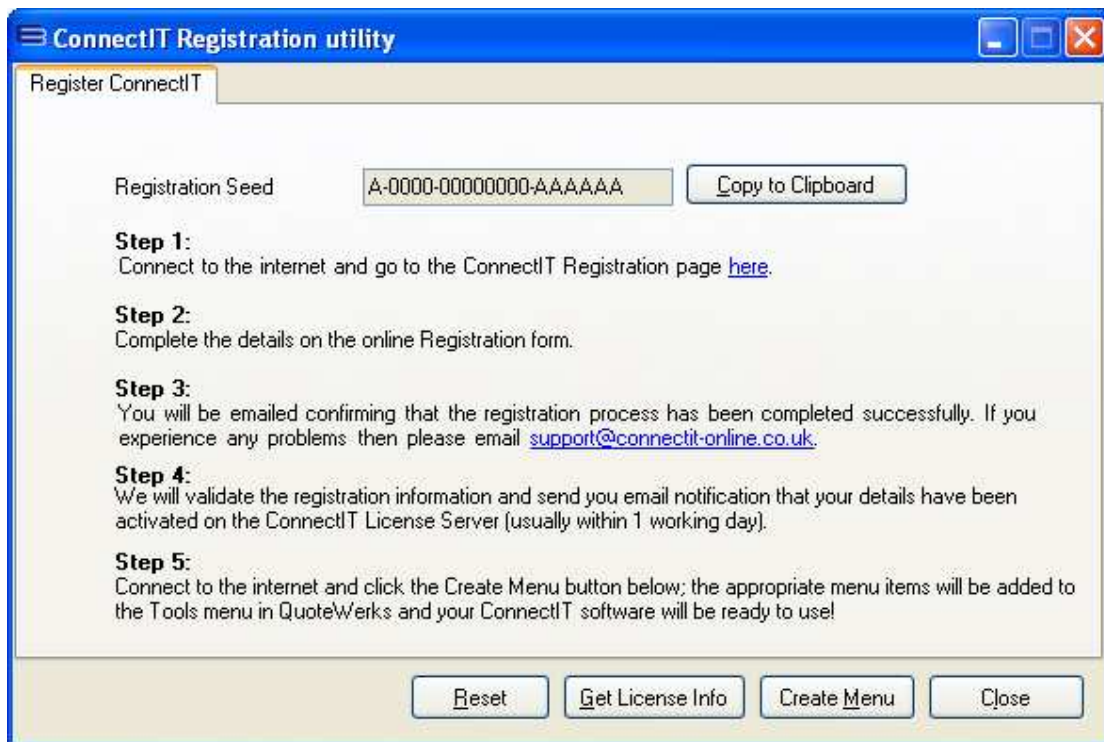 ConnectIT Registration utility
Register ConnectIT
Registration Seed A-0000-00000000-AAAAAA Copy to Clipboard
Step 1:
Connect to the internet and go to the ConnectIT Registration page here.
Step 2:
Complete the details on the online Registration form.
Step 3:
You will be emailed confirming that the registration process has been completed successfully. If you
experience any problems then please email support@connectit-online.co.uk.
Step 4:
We will validate the registration information and send you email notification that your details have been
activated on the ConnectIT License Server (usually within 1 working day).
Step 5:
Connect to the internet and click the Create Menu button below; the appropriate menu items will be added to
the Tools menu in QuoteWerks and your ConnectIT software will be ready to use!
Reset Get License Info Create Menu Close